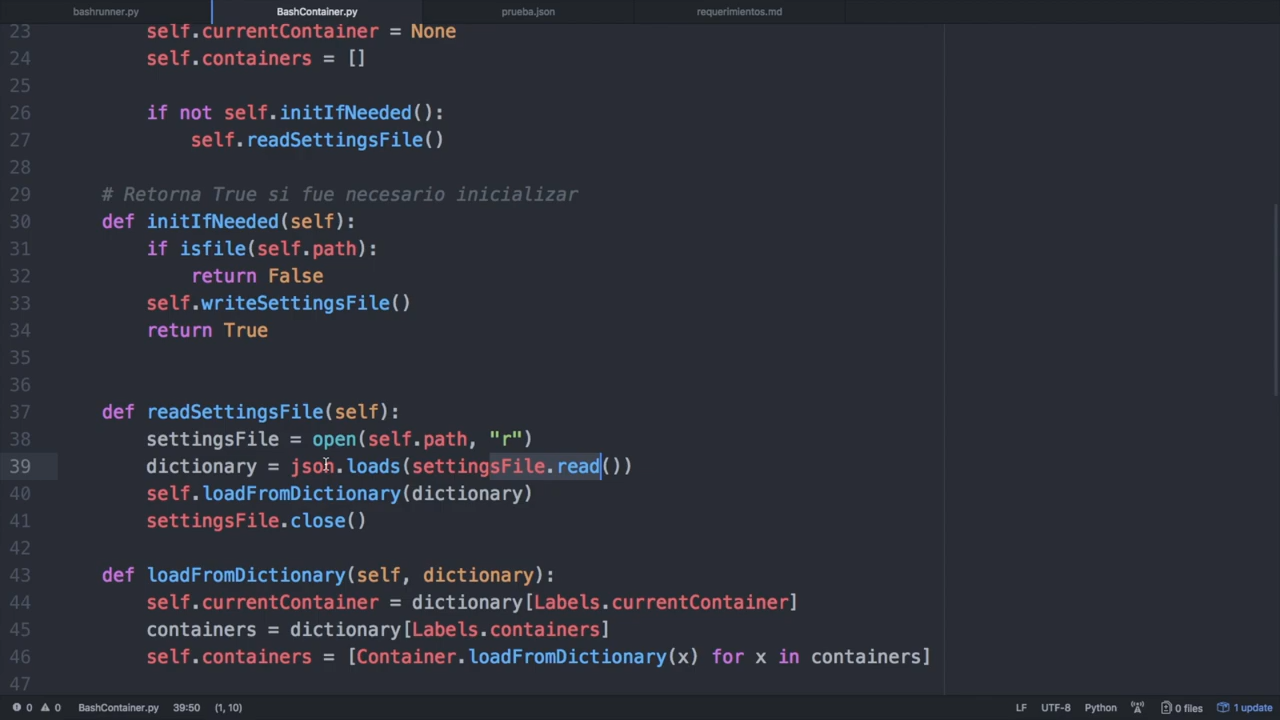 bashrunner.py BashContainer.py prueba.json requerimientos.md
23 self.currentContainer = None
24 self.containers = []
25
26 if not self.initIfNeeded():
27 self.readSettingsFile()
28
29 # Retorna True si fue necesario inicializar
30 def initIfNeeded(self):
31 if isfile(self.path):
32 return False
33 self.writeSettingsFile()
34 return True
35
36
37 def readSettingsFile(self):
38 settingsFile = open(self.path, "r")
39 dictionary = json.loads(settingsFile.read())
40 self.loadFromDictionary(dictionary)
41 settingsFile.close()
42
43 def loadFromDictionary(self, dictionary):
44 self.currentContainer = dictionary[Labels.currentContainer]
45 containers = dictionary[Labels.containers]
46 self.containers = [Container.loadFromDictionary(x) for x in containers]
47
0 0 BashContainer.py 39:50 (1, 10) LF UTF-8 Python 0 files 1 update